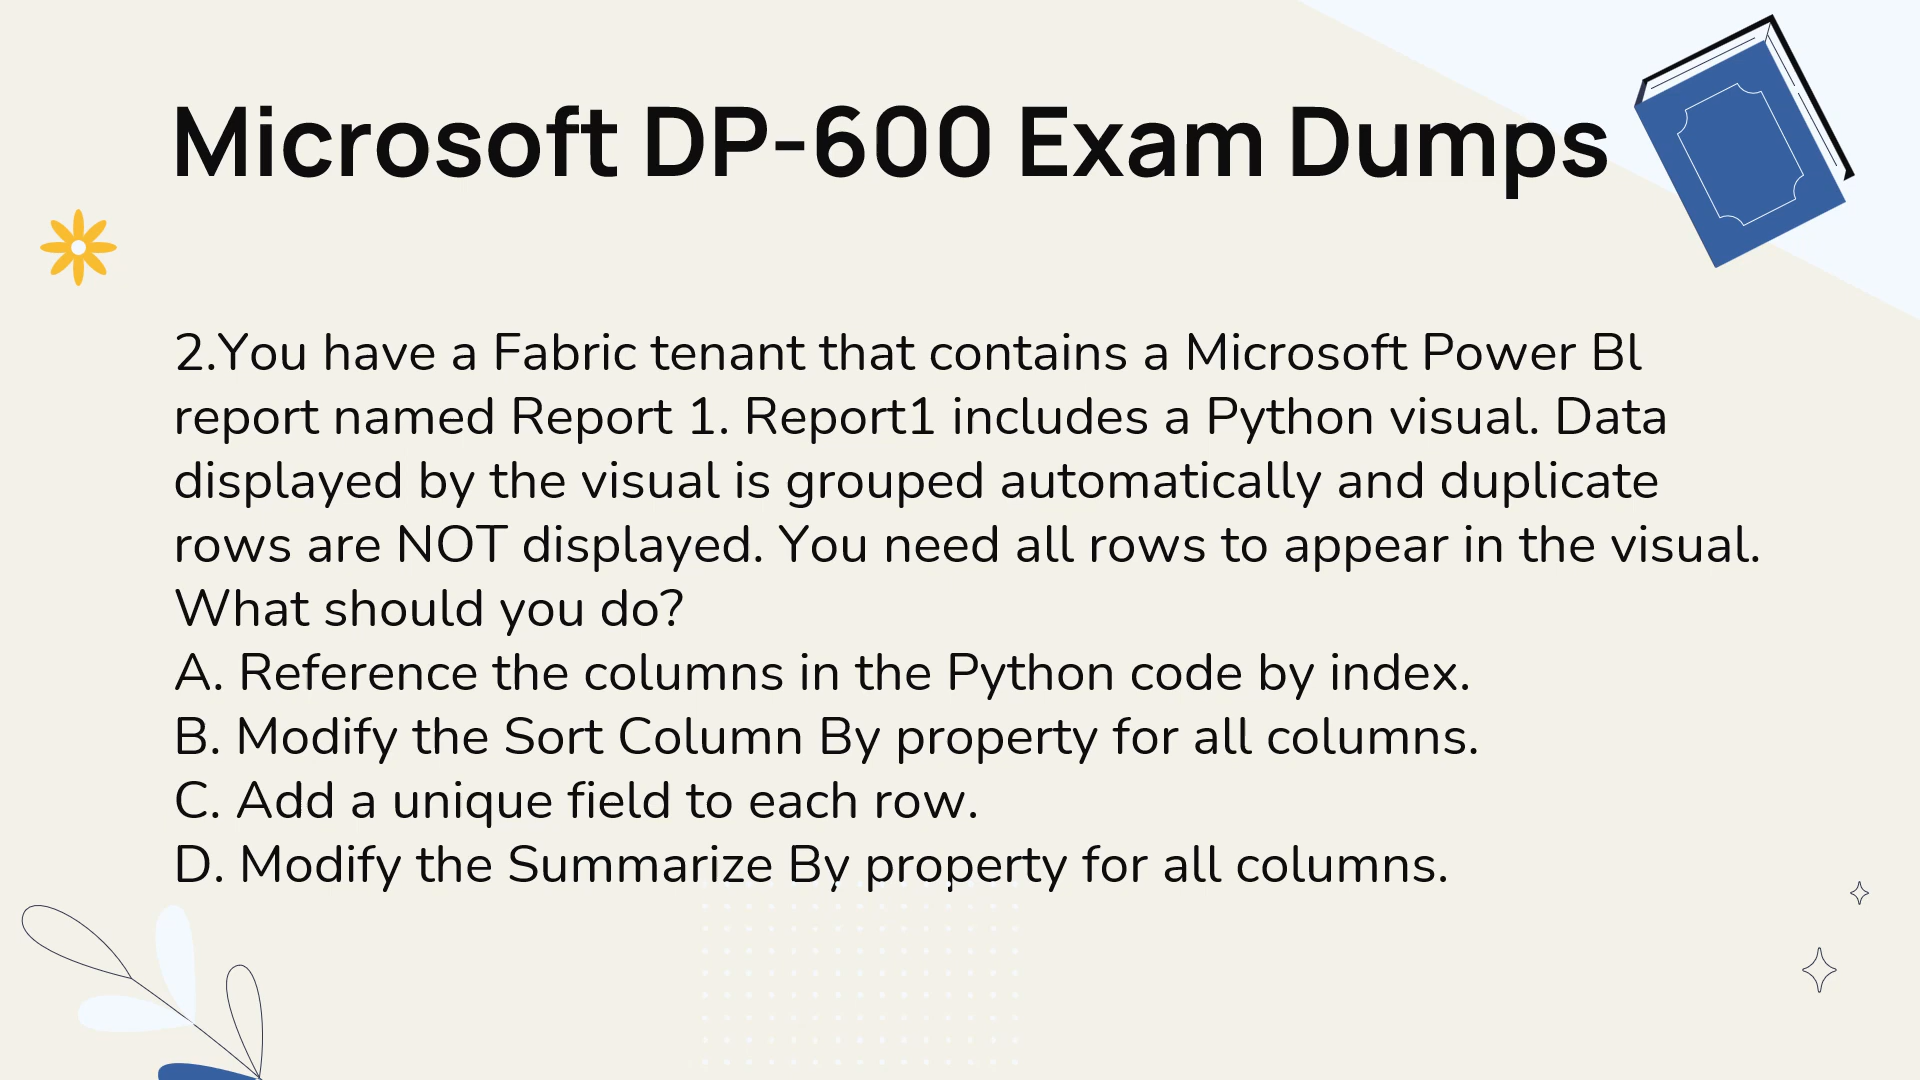 Microsoft DP-600 Exam Dumps
2.You have a Fabric tenant that contains a Microsoft Power Bl
report named Report 1. Report1 includes a Python visual. Data
displayed by the visual is grouped automatically and duplicate
rows are NOT displayed. You need all rows to appear in the visual.
What should you do?
A. Reference the columns in the Python code by index.
B. Modify the Sort Column By property for all columns.
C. Add a unique field to each row.
D. Modify the Summarize By property for all columns.